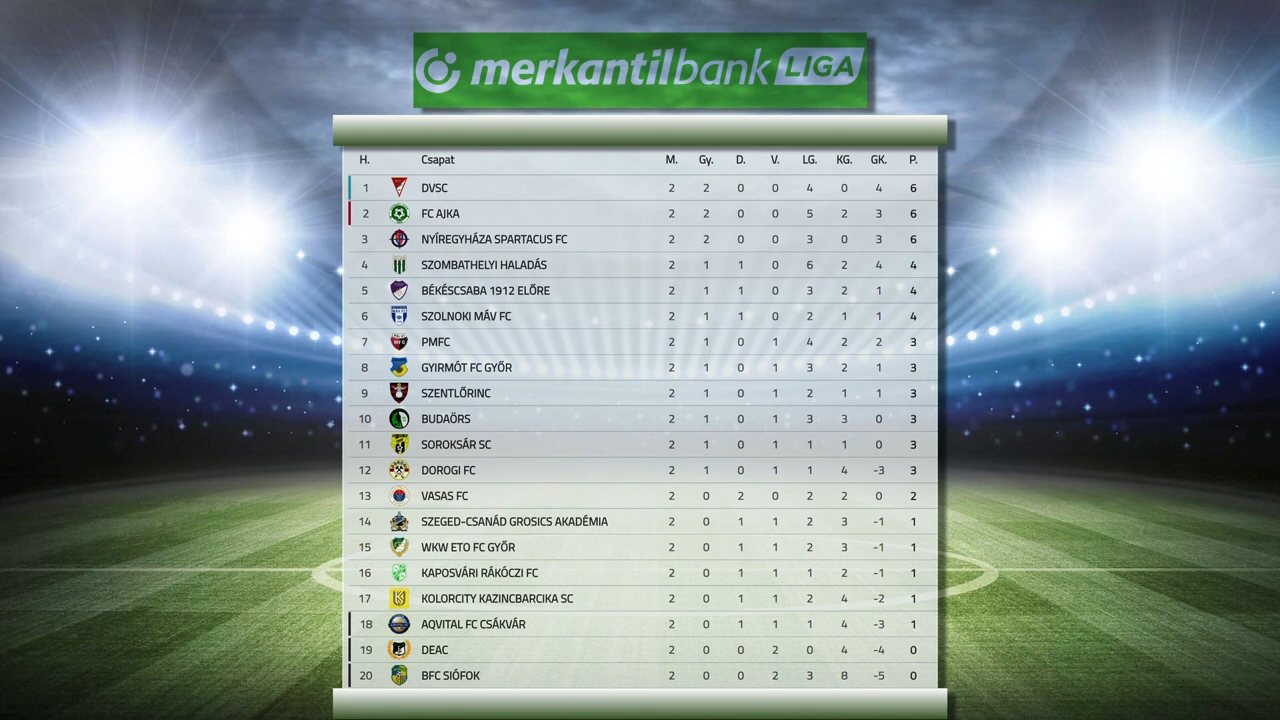 merkantilbank LIGA
H. Csapat M. Gy. D. V. LG. KG. GK. P.
1 DVSC 2 2 0 0 4 0 4 6
2 FC AJKA 2 2 0 0 5 2 3 6
3 NYÍREGYHÁZA SPARTACUS FC 2 2 0 0 3 0 3 6
4 SZOMBATHELYI HALADÁS 2 1 1 0 6 2 4 4
5 BÉKÉSCSABA 1912 ELŐRE 2 1 1 0 3 2 1 4
6 SZOLNOKI MÁV FC 2 1 1 0 2 1 1 4
7 PMFC 2 1 0 1 4 2 2 3
8 GYIRMÓT FC GYŐR 2 1 0 1 3 2 1 3
9 SZENTLŐRINC 2 1 0 1 2 1 1 3
10 BUDAÖRS 2 1 0 1 3 3 0 3
11 SOROKSÁR SC 2 1 0 1 1 1 0 3
12 DOROGI FC 2 1 0 1 1 4 -3 3
13 VASAS FC 2 0 2 0 2 2 0 2
14 SZEGED-CSANÁD GROSICS AKADÉMIA 2 0 1 1 2 3 -1 1
15 WKW ETO FC GYŐR 2 0 1 1 2 3 -1 1
16 KAPOSVÁRI RÁKÓCZI FC 2 0 1 1 1 2 -1 1
17 KOLORCITY KAZINCBARCIKA SC 2 0 1 1 2 4 -2 1
18 AQVITAL FC CSÁKVÁR 2 0 1 1 1 4 -3 1
19 DEAC 2 0 0 2 0 4 -4 0
20 BFC SIÓFOK 2 0 0 2 3 8 -5 0